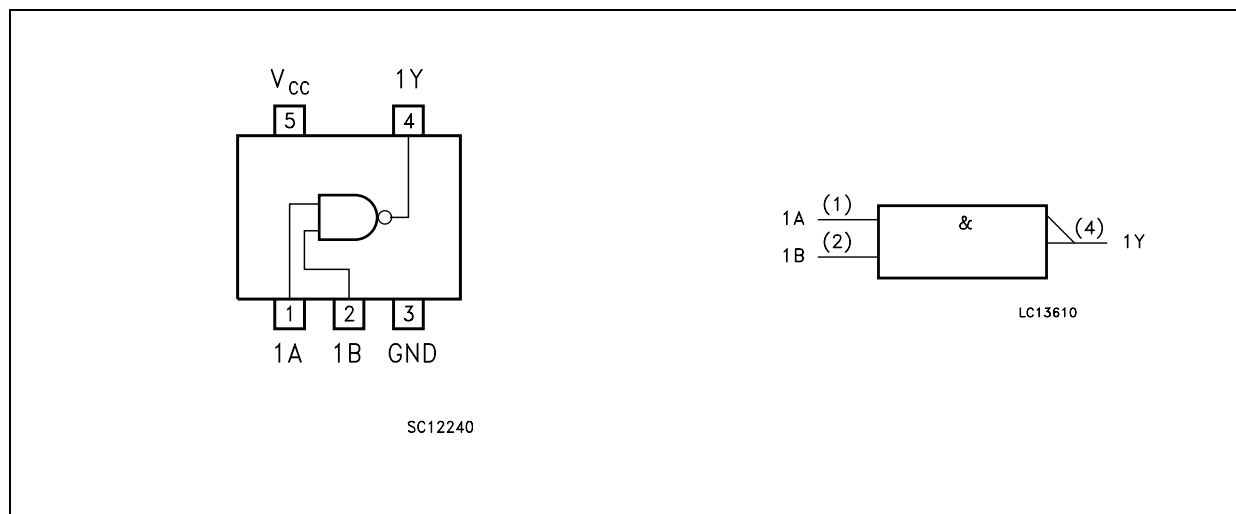 VCC 1Y
5 4
1 2 3
1A 1B GND
SC12240
1A (1) & (4) 1Y
1B (2)
LC13610